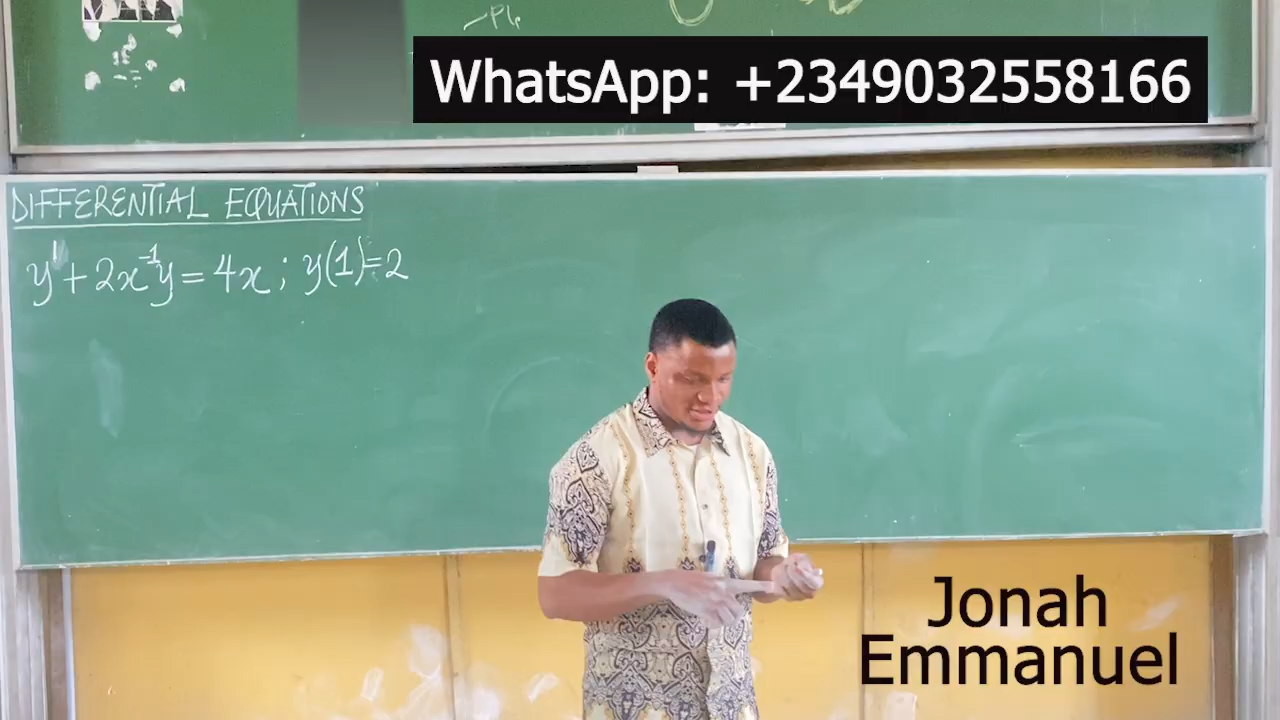 WhatsApp: +2349032558166
DIFFERENTIAL EQUATIONS
y' + 2x⁻¹y = 4x ; y(1)=2
Jonah
Emmanuel